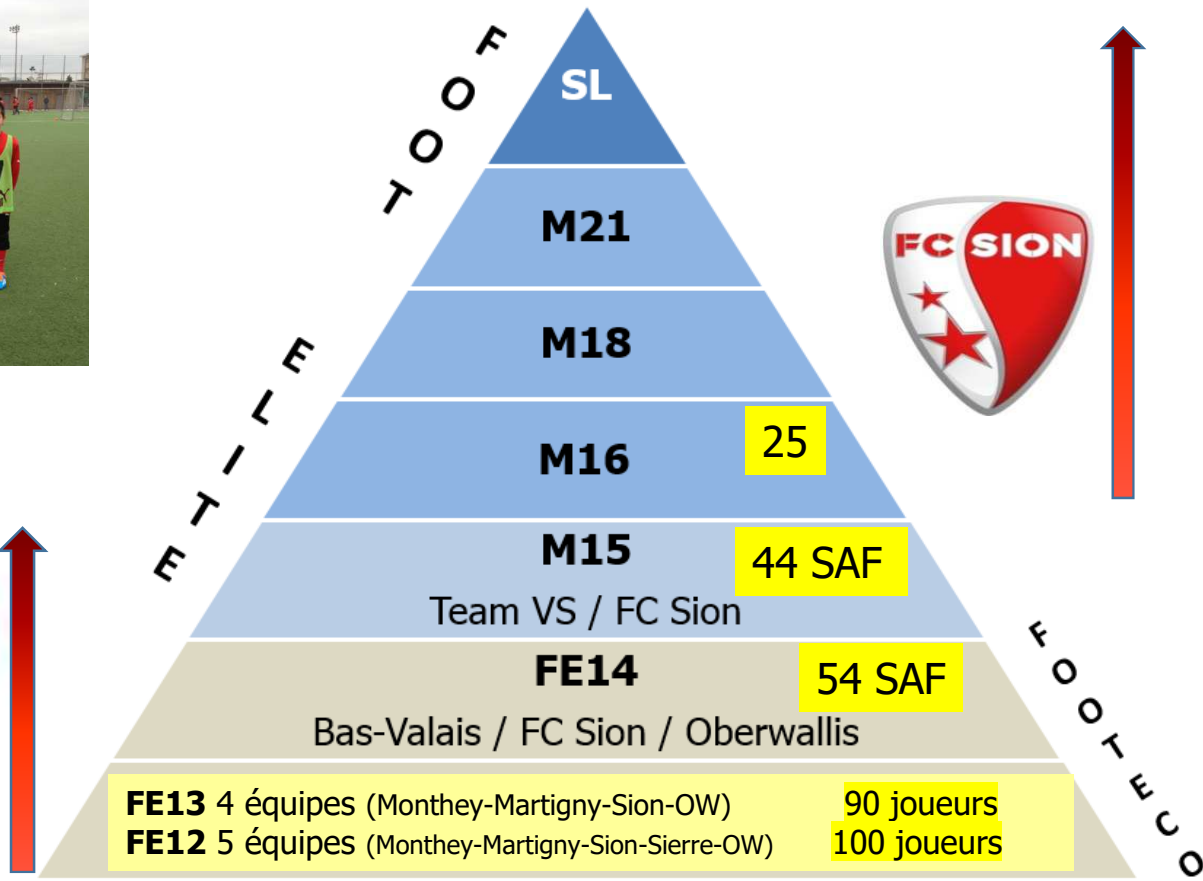 FOOT ELITE
SL
M21
FC SION
M18
M16 25
M15 44 SAF
Team VS / FC Sion
FE14 54 SAF
Bas-Valais / FC Sion / Oberwallis
FOOTECO
FE13 4 équipes (Monthey-Martigny-Sion-OW) 90 joueurs
FE12 5 équipes (Monthey-Martigny-Sion-Sierre-OW) 100 joueurs